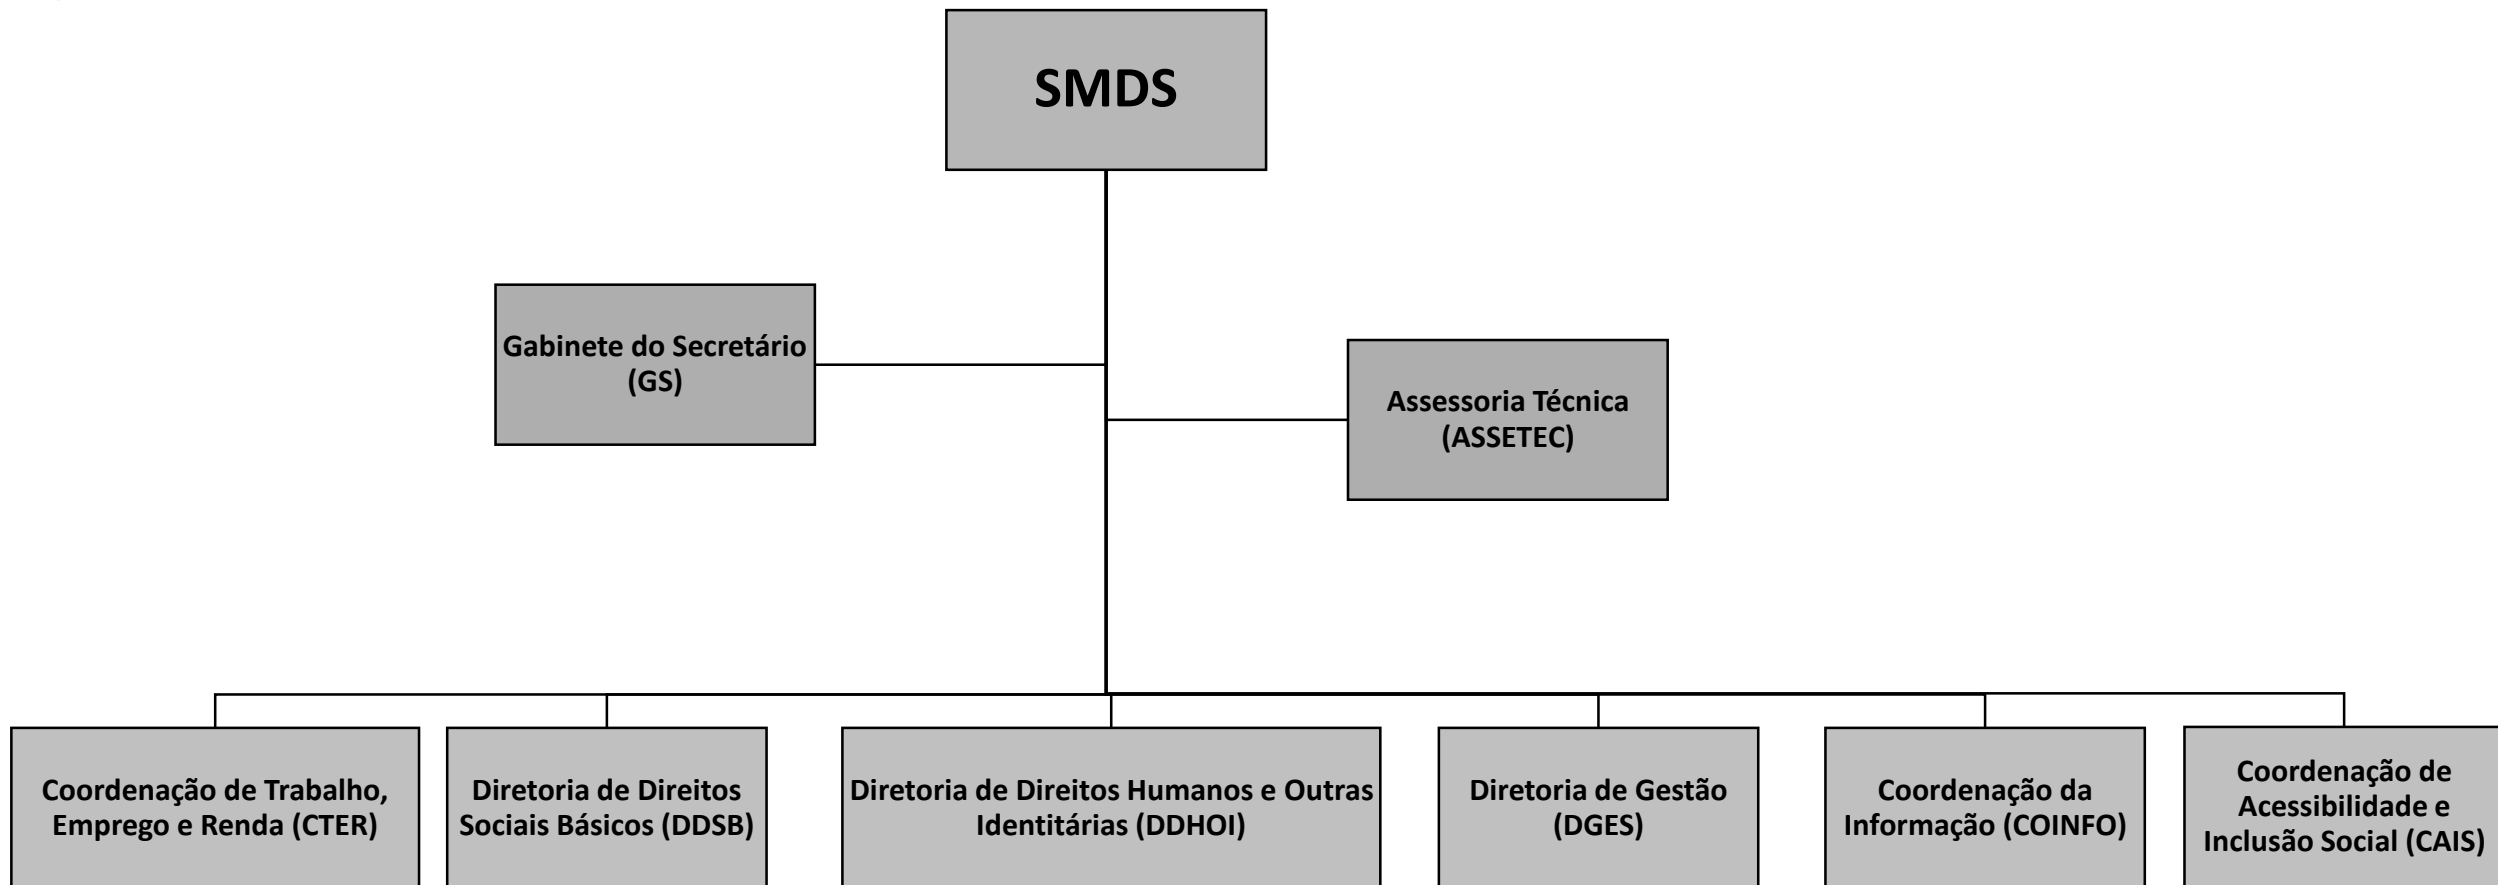 SMDS
Gabinete do Secretário
(GS)
Assessoria Técnica
(ASSETEC)
Coordenação de Trabalho,
Emprego e Renda (CTER)
Diretoria de Direitos
Sociais Básicos (DDSB)
Diretoria de Direitos Humanos e Outras
Identitárias (DDHOI)
Diretoria de Gestão
(DGES)
Coordenação da
Informação (COINFO)
Coordenação de
Acessibilidade e
Inclusão Social (CAIS)